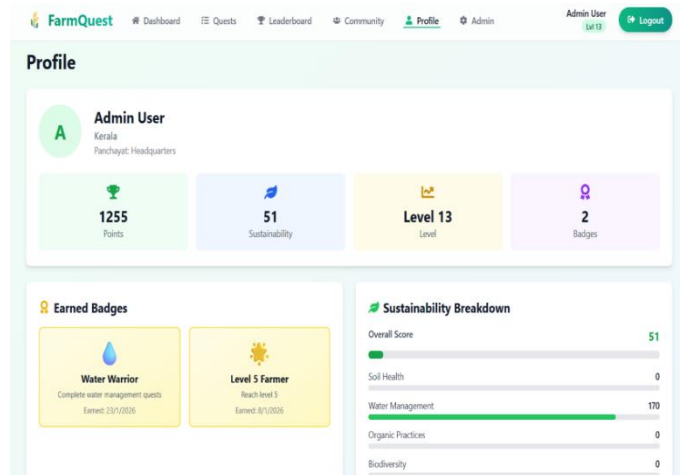 FarmQuest Dashboard Quests Leaderboard Community Profile Admin Admin User Lvl 13 Logout
Profile
A
Admin User
Kerala
Panchayat: Headquarters
1255
Points
51
Sustainability
Level 13
Level
2
Badges
Earned Badges
Water Warrior
Complete water management quests
Earned: 23/1/2026
Level 5 Farmer
Reach level 5
Earned: 8/1/2026
Sustainability Breakdown
Overall Score 51
Soil Health 0
Water Management 170
Organic Practices 0
Biodiversity 0